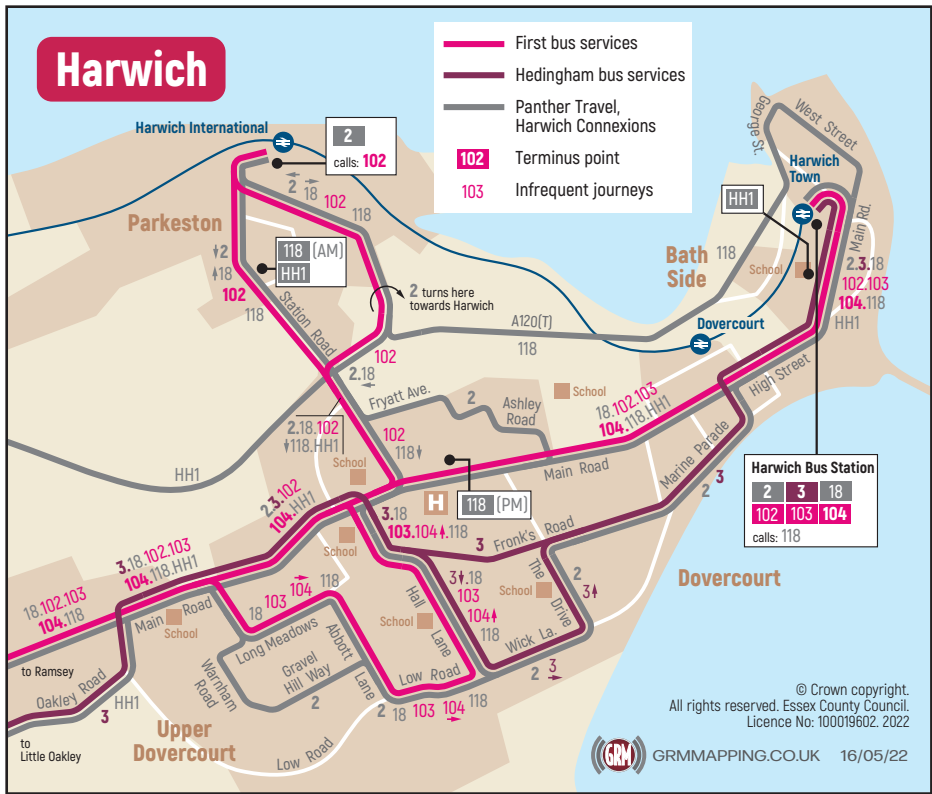 Harwich
First bus services
Hedingham bus services
Panther Travel,
Harwich Connexions
102 Terminus point
103 Infrequent journeys
Harwich International
2
calls: 102
2 18
102
118
Parkeston
2
18
102
118
118 (AM)
HH1
Station Road
2 turns here
towards Harwich
A120(T)
118
102
2.18
Fryatt Ave.
2
Ashley
Road
2.18.102
118.HH1
102
118
HH1
School
School
18.102.103
104.118.HH1
Main Road
118 (PM)
H
George St.
West Street
Harwich
Town
HH1
Main Rd.
Bath
Side
118
School
2.3.18
102.103
104.118
HH1
Dovercourt
High Street
Marine Parade
2 3
Harwich Bus Station
2 3 18
102 103 104
calls: 118
2.3.102
104.HH1
School
3.18
103.104.118
3 Fronk's Road
The Drive
2
3
School
Dovercourt
3.18
103
104
118
Hall Lane
School
Wick La.
2 3
3.18.102.103
104.118.HH1
18.102.103
104.118
Main Road
School
18 103 104 118
Long Meadows
Abbott Lane
Warnham
Road
Gravel
Hill Way
2
Low Road
2 18 103 104 118
to Ramsey
Oakley Road
3 HH1
to
Little Oakley
Upper
Dovercourt
Low Road
© Crown copyright.
All rights reserved. Essex County Council.
Licence No: 100019602. 2022
GRM GRMMAPPING.CO.UK 16/05/22